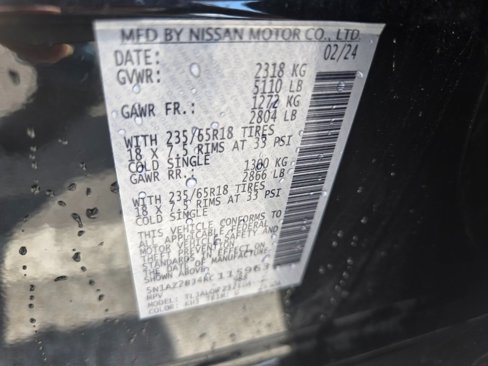 MFD BY NISSAN MOTOR CO., LTD.
DATE: 02/24
GVWR: 2318 KG
5110 LB
GAWR FR.: 1272 KG
2804 LB
WITH 235/65R18 TIRES
18 X 7.5 RIMS AT 33 PSI
COLD SINGLE
GAWR RR.: 1300 KG
2866 LB
WITH 235/65R18 TIRES
18 X 7.5 RIMS AT 33 PSI
COLD SINGLE
THIS VEHICLE CONFORMS TO
ALL APPLICABLE FEDERAL
MOTOR VEHICLE SAFETY AND
THEFT PREVENTION
STANDARDS IN EFFECT ON
THE DATE OF MANUFACTURE
SHOWN ABOVE.
MPV
MODEL:
COLOR: TRIM: G